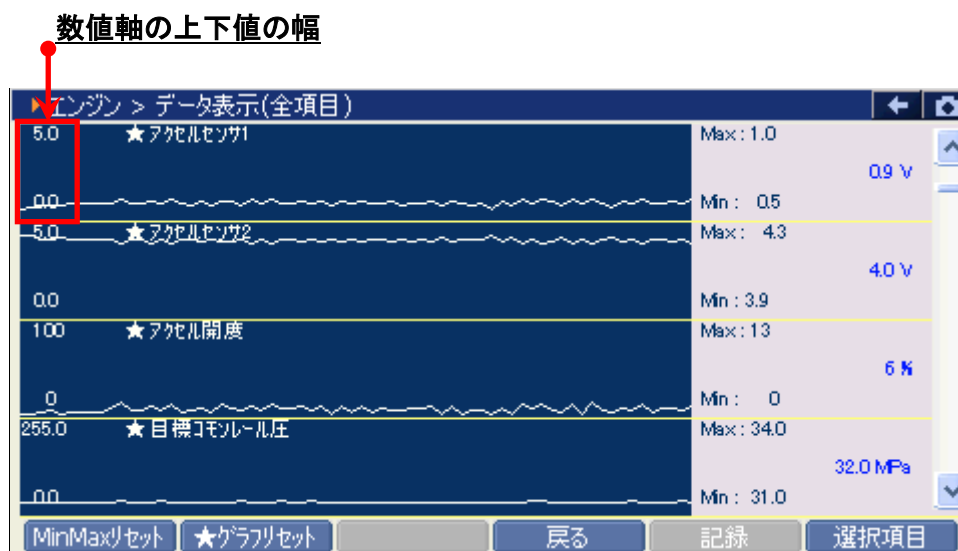 数値軸の上下値の幅
エンジン > データ表示(全項目)
5.0 ★ｱｸｾﾙｾﾝｻ1 Max : 1.0
0.9 V
0.0 Min : 0.5
5.0 ★ｱｸｾﾙｾﾝｻ2 Max : 4.3
4.0 V
0.0 Min : 3.9
100 ★ｱｸｾﾙ開度 Max : 13
6 %
0 Min : 0
255.0 ★目標ｺﾓﾝﾚｰﾙ圧 Max : 34.0
32.0 MPa
0.0 Min : 31.0
MinMaxﾘｾｯﾄ ★ｸﾞﾗﾌﾘｾｯﾄ 戻る 記録 選択項目